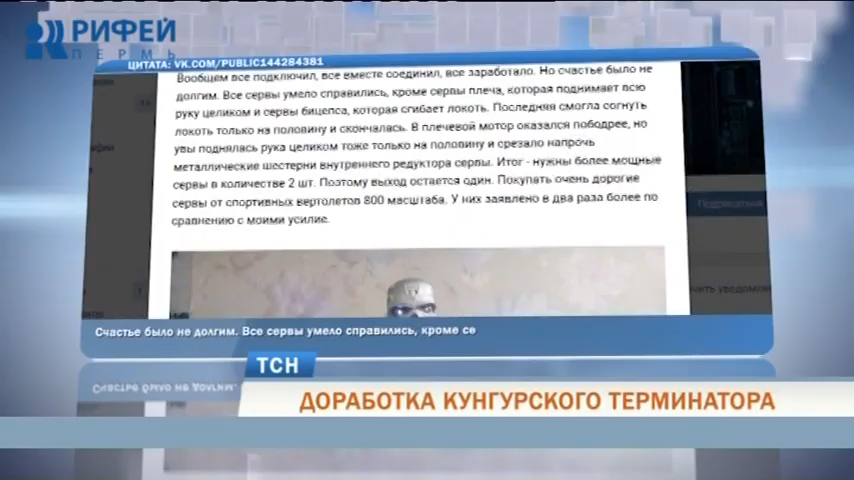 РИФЕЙ
ПЕРМЬ
ЦИТАТА: VK.COM/PUBLIC144284381
Вообщем все подключил, все вместе соединил, все заработало. Но счастье было не
долгим. Все сервы умело справились, кроме сервы плеча, которая поднимает всю
руку целиком и сервы бицепса, которая сгибает локоть. Последняя смогла согнуть
локоть только на половину и скончалась. В плечевой мотор оказался пободрее, но
увы поднялась рука целиком тоже только на половину и срезало напрочь
металлические шестерни внутреннего редуктора сервы. Итог - нужны более мощные
сервы в количестве 2 шт. Поэтому выход остается один. Покупать очень дорогие
сервы от спортивных вертолетов 800 масштаба. У них заявлено в два раза более по
сравнению с моими усилие.
Подписаться
Счастье было не долгим. Все сервы умело справились, кроме се
ТСН
ДОРАБОТКА КУНГУРСКОГО ТЕРМИНАТОРА